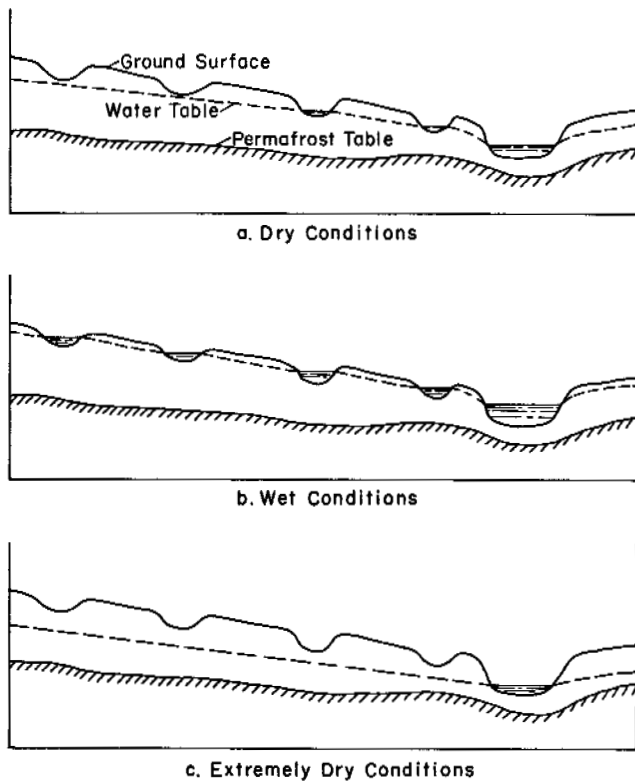 Ground Surface
Water Table
Permafrost Table
a. Dry Conditions
b. Wet Conditions
c. Extremely Dry Conditions